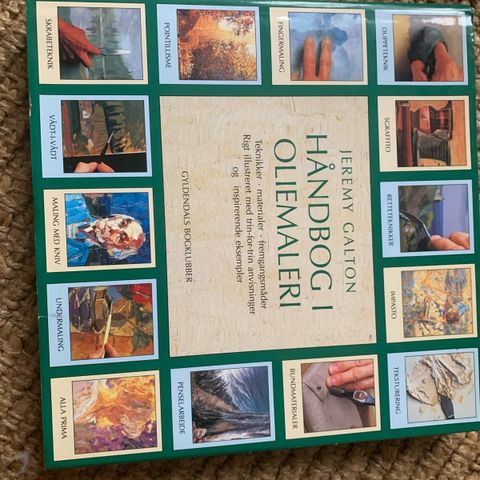 DUPPETEKNIK
SGRAFFITO
RETTETEKNIKKER
IMPASTO
TEKSTURERING
FINGERMALING
BUNDMATERIALER
JEREMY GALTON
HÅNDBOG I
OLIEMALERI
Teknikker · materialer · fremgangsmåder
Rigt illustreret med trin-for-trin anvisninger
og inspirerende eksempler
GYLDENDALS BOGKLUBBER
POINTILLISME
PENSELARBEJDE
SKRABETEKNIK
VÅDT-I-VÅDT
MALING MED KNIV
UNDERMALING
ALLA PRIMA